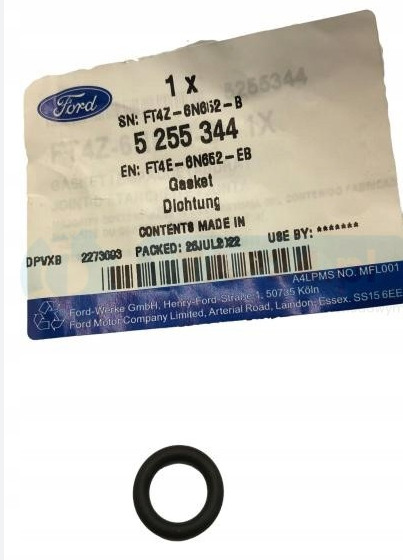 Ford
1 x
SN: FT4Z-6N652-B
5 255 344
EN: FT4E-6N652-EB
Gasket
Dichtung
CONTENTS MADE IN
DPVXB 2273093 PACKED: 26JUL2022 USE BY: *******
A4LPMS NO. MFL001
Ford-Werke GmbH, Henry-Ford-Straße 1, 50735 Köln
Ford Motor Company Limited, Arterial Road, Laindon, Essex. SS15 6EE